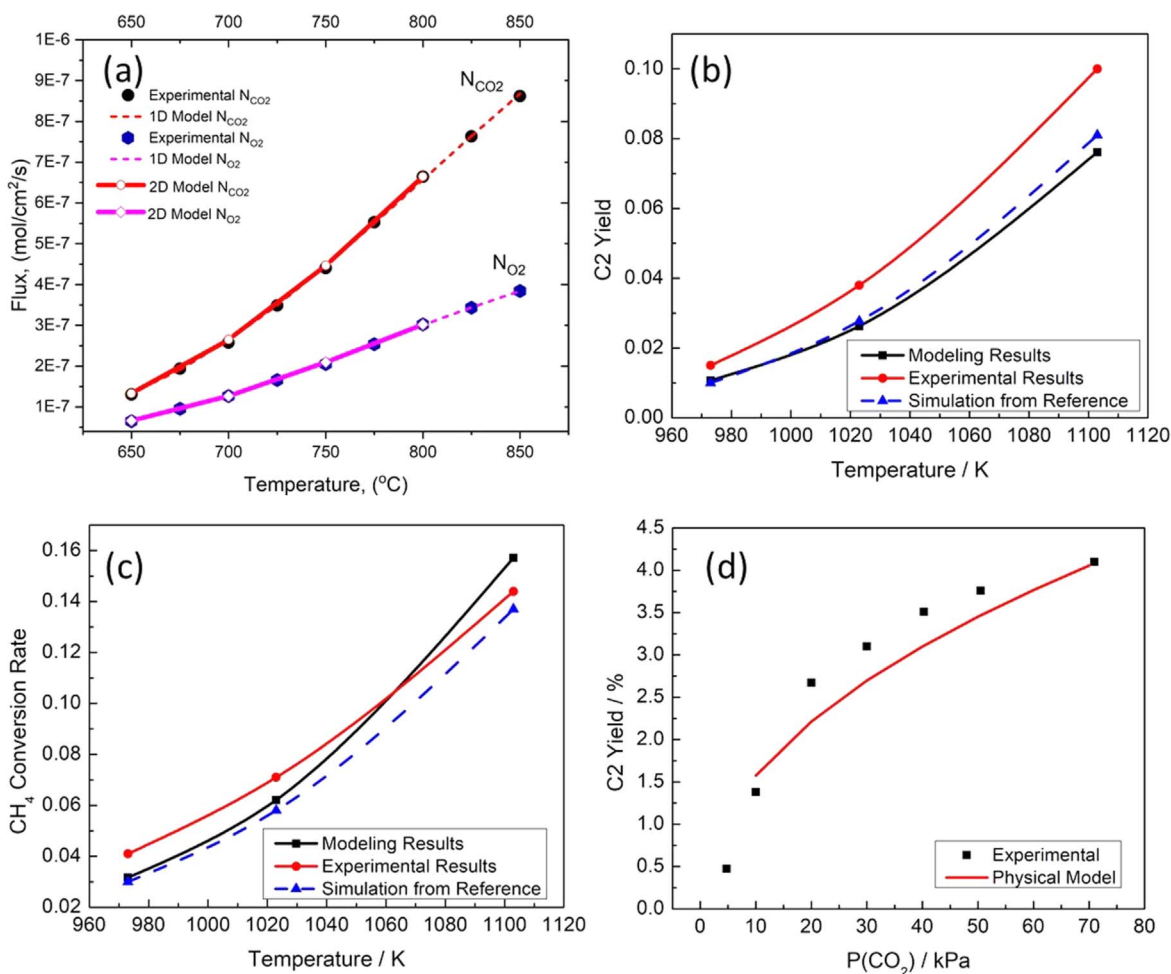 650 700 750 800 850
(a)
1E-6
9E-7
8E-7
7E-7
6E-7
5E-7
4E-7
3E-7
2E-7
1E-7
Flux, (mol/cm^2/s)
Experimental N_CO2
1D Model N_CO2
Experimental N_O2
1D Model N_O2
2D Model N_CO2
2D Model N_O2
N_CO2
N_O2
650 700 750 800 850
Temperature, (°C)
(b)
0.10
0.08
0.06
0.04
0.02
0.00
C2 Yield
Modeling Results
Experimental Results
Simulation from Reference
960 980 1000 1020 1040 1060 1080 1100 1120
Temperature / K
(c)
0.16
0.14
0.12
0.10
0.08
0.06
0.04
0.02
CH₄ Conversion Rate
Modeling Results
Experimental Results
Simulation from Reference
960 980 1000 1020 1040 1060 1080 1100 1120
Temperature / K
(d)
4.5
4.0
3.5
3.0
2.5
2.0
1.5
1.0
0.5
0.0
C2 Yield / %
Experimental
Physical Model
0 10 20 30 40 50 60 70 80
P(CO₂) / kPa